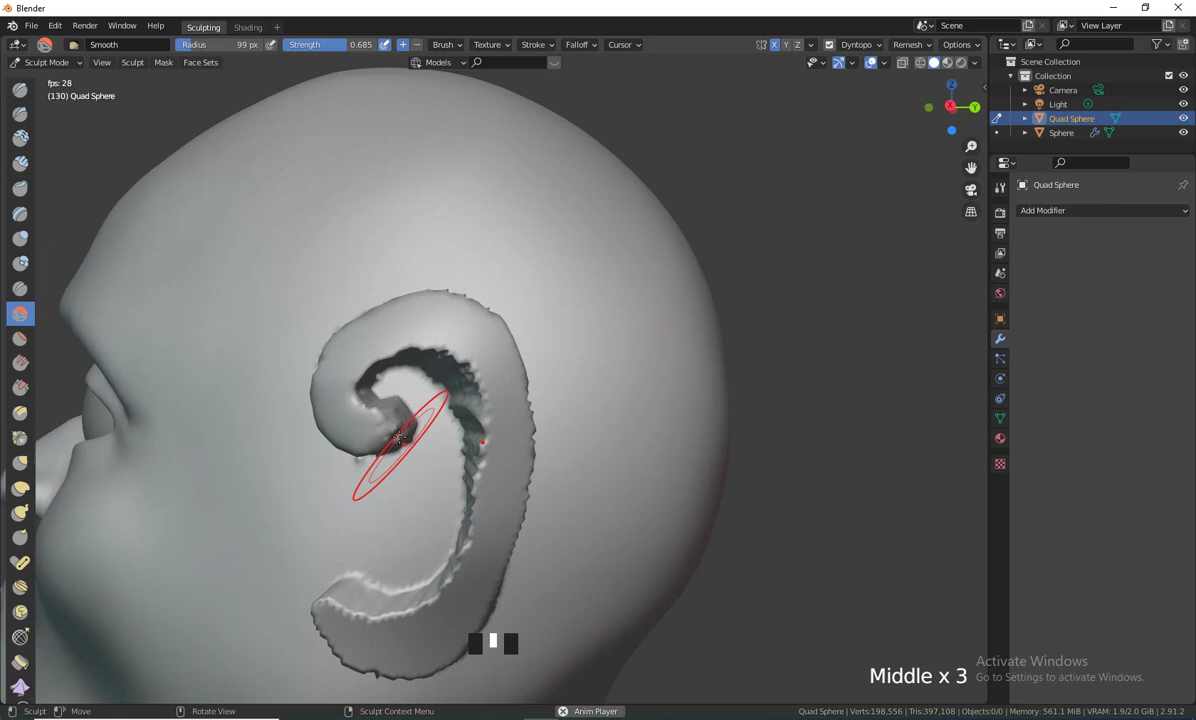 Blender
File Edit Render Window Help Sculpting Shading + Scene View Layer
Smooth Radius 99 px Strength 0.685 + − Brush Texture Stroke Falloff Cursor X Y Z Dyntopo Remesh Options
Sculpt Mode View Sculpt Mask Face Sets Models
fps: 28
(130) Quad Sphere
X Y Z
Scene Collection
Collection
Camera
Light
Quad Sphere
Sphere
Quad Sphere
Add Modifier
Middle x 3
Activate Windows
Go to Settings to activate Windows.
Sculpt Move Rotate View Sculpt Context Menu Anim Player Quad Sphere | Verts:198,556 | Tris:397,108 | Objects:0/0 | Memory: 561.1 MiB | VRAM: 1.9/2.0 GiB | 2.91.2